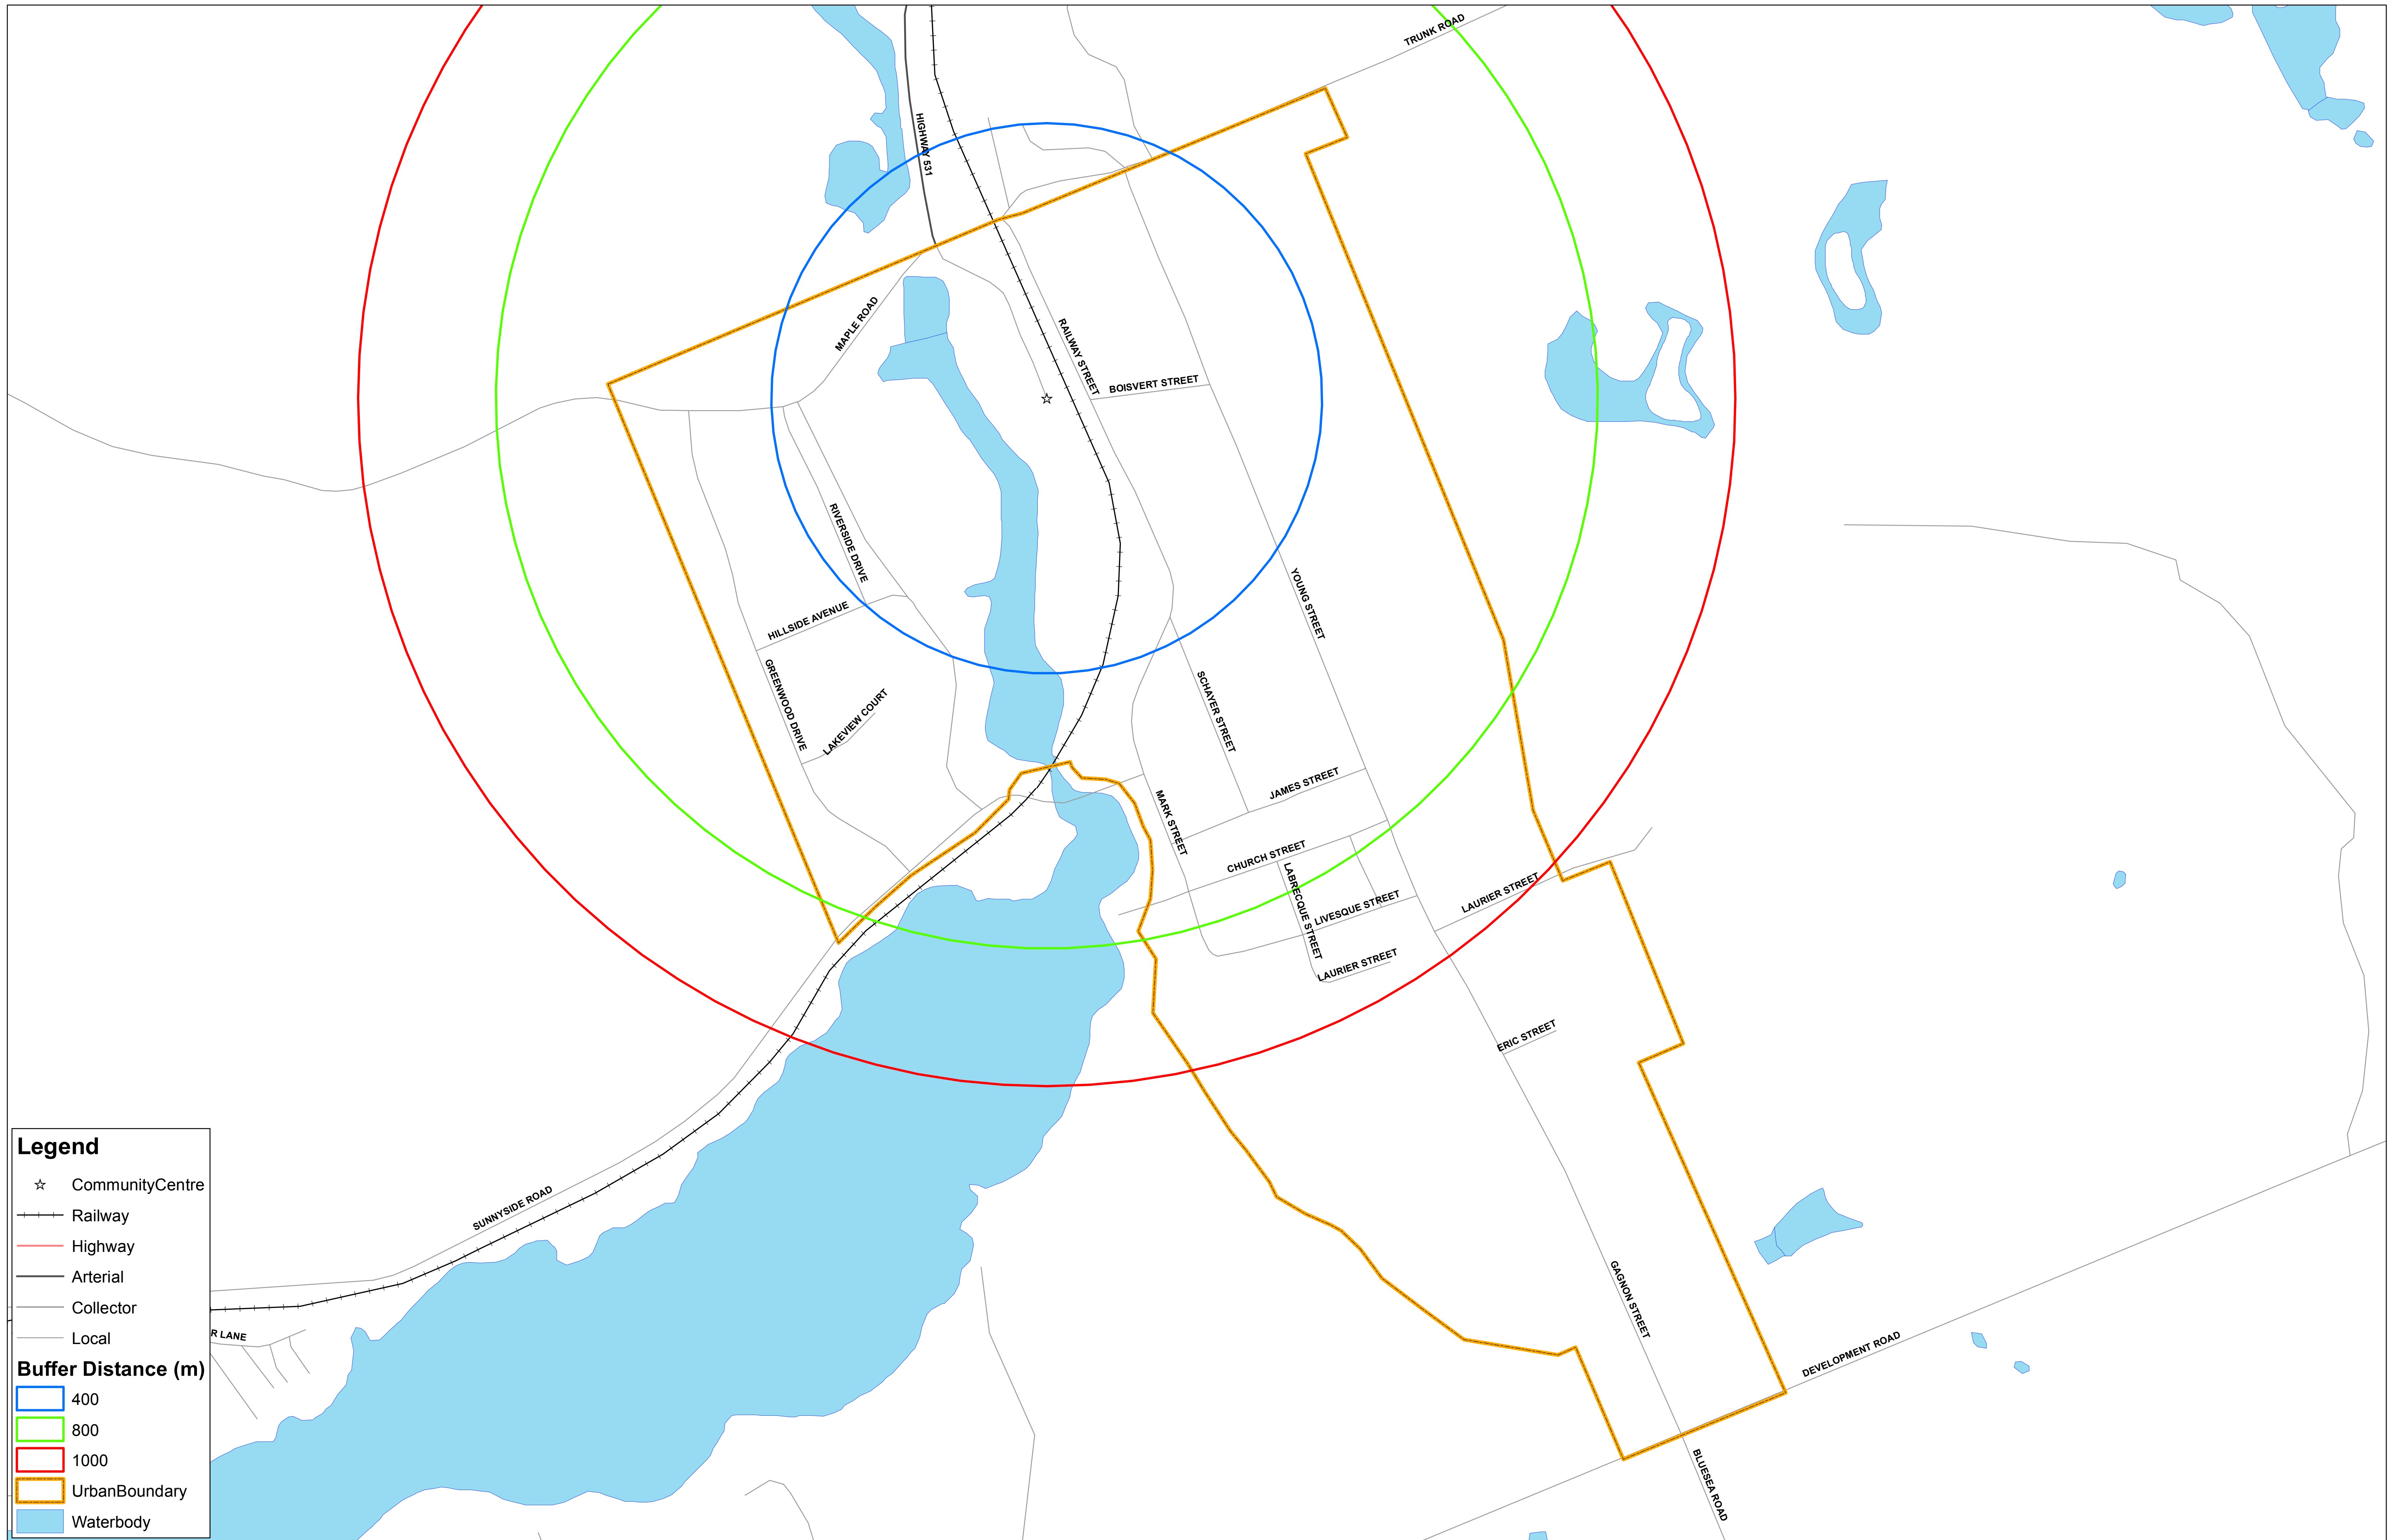 TRUNK ROAD
HIGHWAY 531
MAPLE ROAD
RAILWAY STREET
BOISVERT STREET
RIVERSIDE DRIVE
YOUNG STREET
HILLSIDE AVENUE
GREENWOOD DRIVE
LAKEVIEW COURT
SCHAYER STREET
JAMES STREET
MARK STREET
CHURCH STREET
LABRECQUE STREET
LIVESQUE STREET
LAURIER STREET
LAURIER STREET
ERIC STREET
SUNNYSIDE ROAD
GAGNON STREET
DEVELOPMENT ROAD
BLUESEA ROAD
R LANE
Legend
CommunityCentre
Railway
Highway
Arterial
Collector
Local
Buffer Distance (m)
400
800
1000
UrbanBoundary
Waterbody